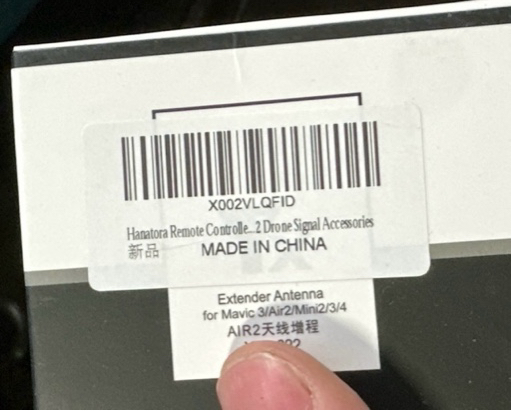 X002VLQFID
Hanatora Remote Controlle...2 Drone Signal Accessories
新品 MADE IN CHINA
Extender Antenna
for Mavic 3/Air2/Mini2/3/4
AIR2天线增程